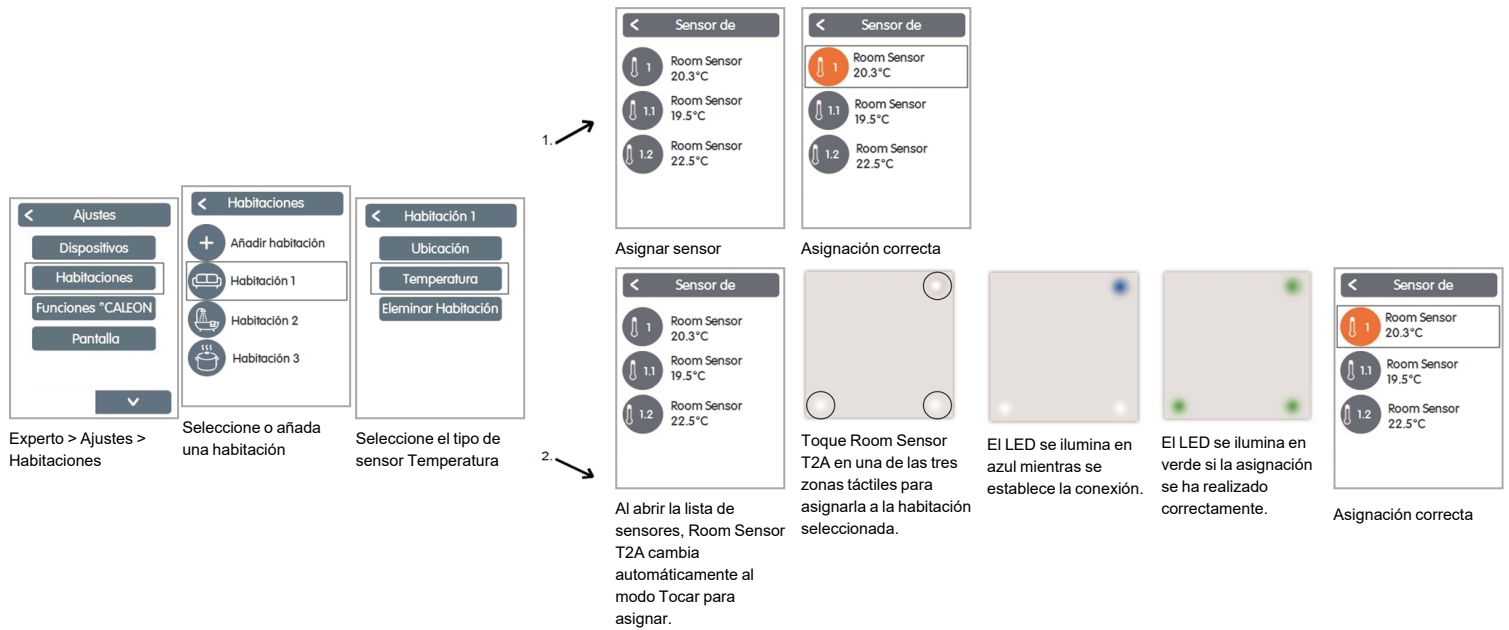 < Ajustes
Dispositivos
Habitaciones
Funciones °CALEON
Pantalla
Experto > Ajustes >
Habitaciones
< Habitaciones
+ Añadir habitación
Habitación 1
Habitación 2
Habitación 3
Seleccione o añada
una habitación
< Habitación 1
Ubicación
Temperatura
Eleminar Habitación
Seleccione el tipo de
sensor Temperatura
1.
< Sensor de
1 Room Sensor
20.3°C
1.1 Room Sensor
19.5°C
1.2 Room Sensor
22.5°C
Asignar sensor
< Sensor de
1 Room Sensor
20.3°C
1.1 Room Sensor
19.5°C
1.2 Room Sensor
22.5°C
Asignación correcta
2.
< Sensor de
1 Room Sensor
20.3°C
1.1 Room Sensor
19.5°C
1.2 Room Sensor
22.5°C
Al abrir la lista de
sensores, Room Sensor
T2A cambia
automáticamente al
modo Tocar para
asignar.
Toque Room Sensor
T2A en una de las tres
zonas táctiles para
asignarla a la habitación
seleccionada.
El LED se ilumina en
azul mientras se
establece la conexión.
El LED se ilumina en
verde si la asignación
se ha realizado
correctamente.
< Sensor de
1 Room Sensor
20.3°C
1.1 Room Sensor
19.5°C
1.2 Room Sensor
22.5°C
Asignación correcta